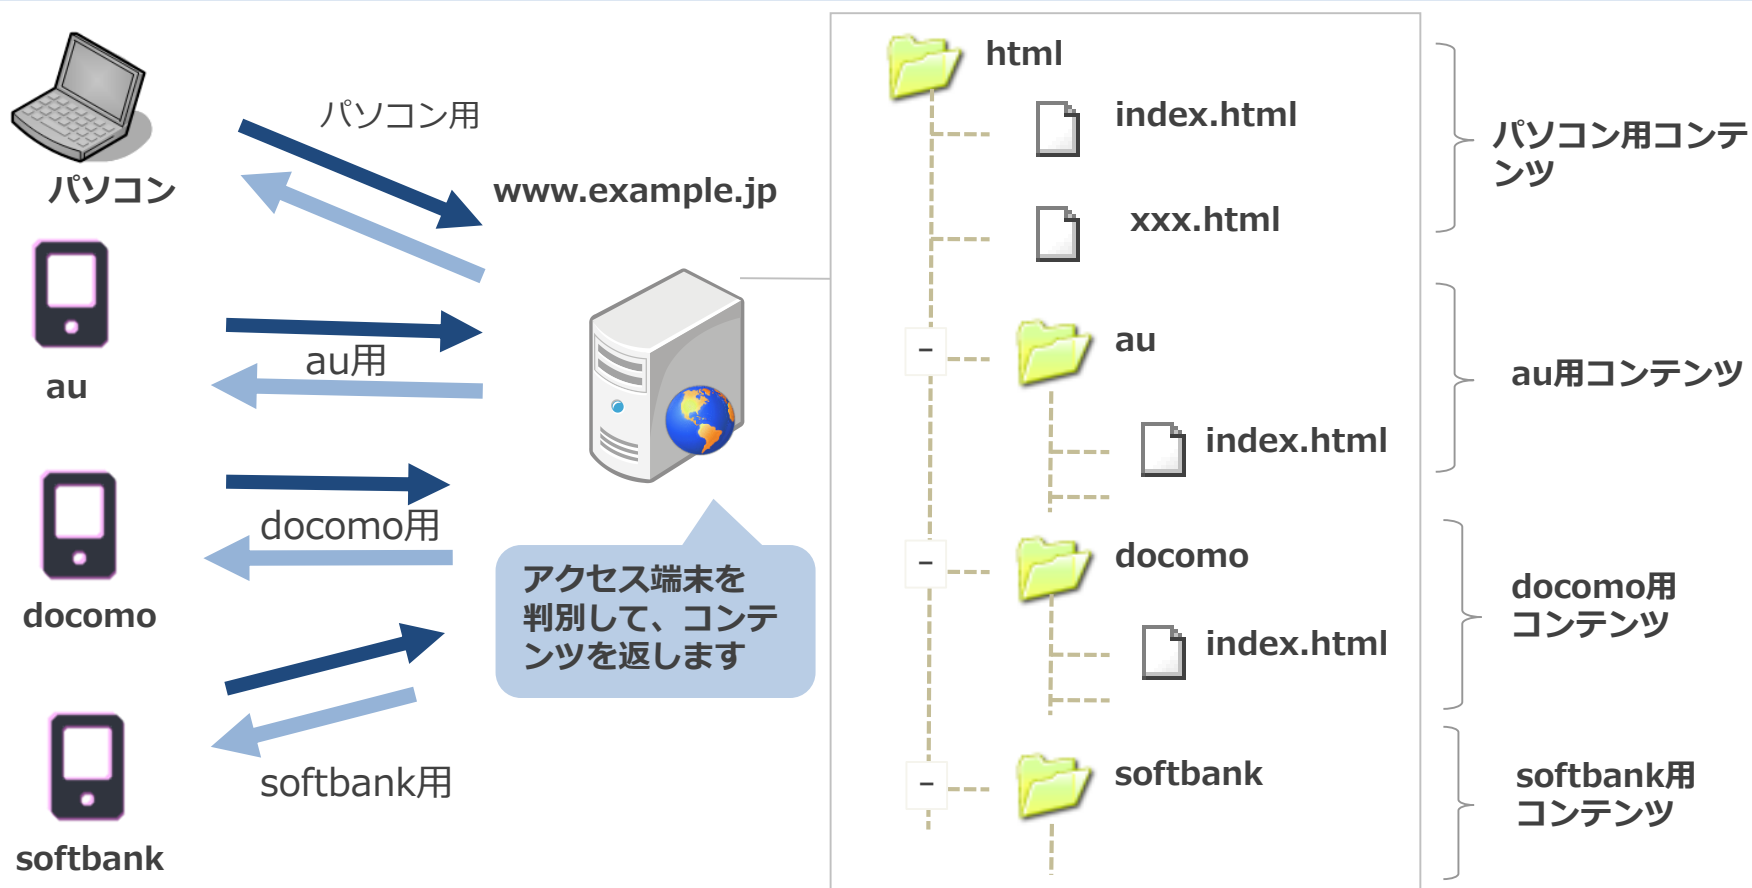 パソコン
パソコン用
www.example.jp
au
au用
docomo
docomo用
softbank
softbank用
アクセス端末を
判別して、コンテ
ンツを返します
html
index.html
xxx.html
パソコン用コンテ
ンツ
−
au
index.html
au用コンテンツ
−
docomo
index.html
docomo用
コンテンツ
−
softbank
softbank用
コンテンツ